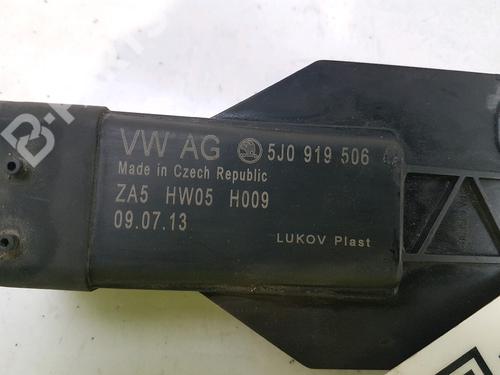 VW AG 5J0 919 506
Made in Czech Republic
ZA5 HW05 H009
09.07.13
LUKOV Plast